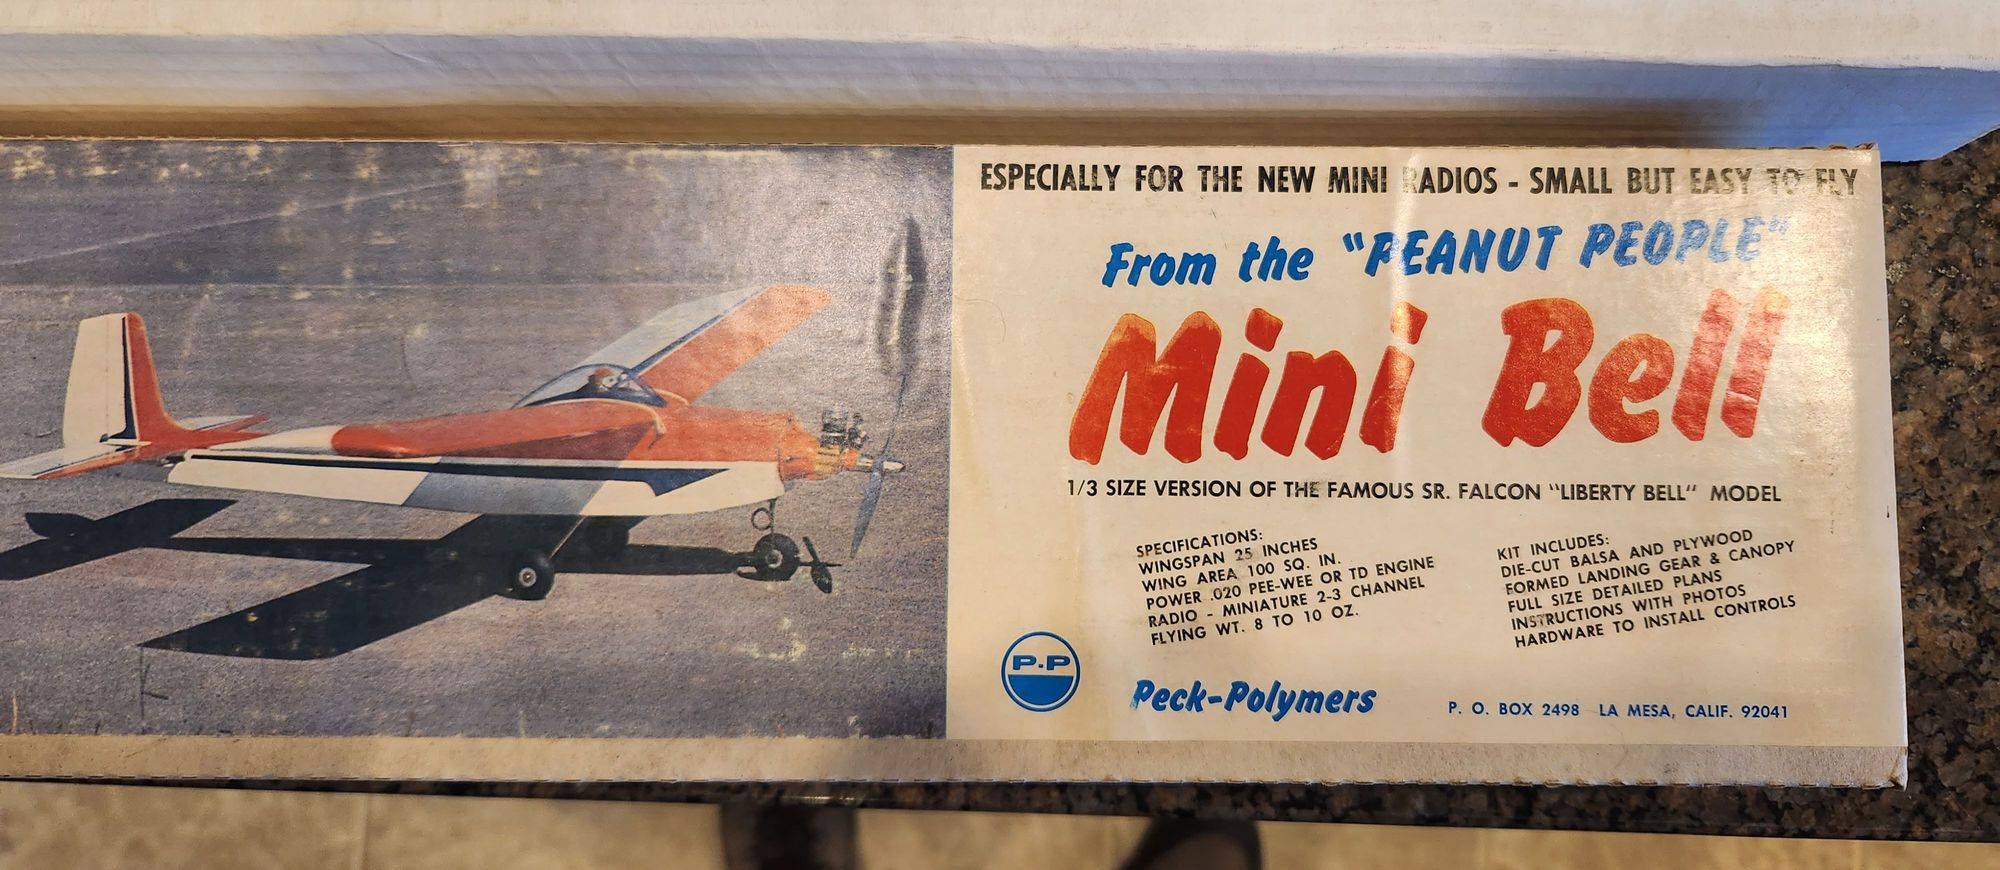 ESPECIALLY FOR THE NEW MINI RADIOS - SMALL BUT EASY TO FLY
From the "PEANUT PEOPLE"
Mini Bell
1/3 SIZE VERSION OF THE FAMOUS SR. FALCON "LIBERTY BELL" MODEL
SPECIFICATIONS:
WINGSPAN 25 INCHES
WING AREA 100 SQ. IN.
POWER .020 PEE-WEE OR TD ENGINE
RADIO - MINIATURE 2-3 CHANNEL
FLYING WT. 8 TO 10 OZ.
KIT INCLUDES:
DIE-CUT BALSA AND PLYWOOD
FORMED LANDING GEAR & CANOPY
FULL SIZE DETAILED PLANS
INSTRUCTIONS WITH PHOTOS
HARDWARE TO INSTALL CONTROLS
P-P
Peck-Polymers
P. O. BOX 2498 LA MESA, CALIF. 92041